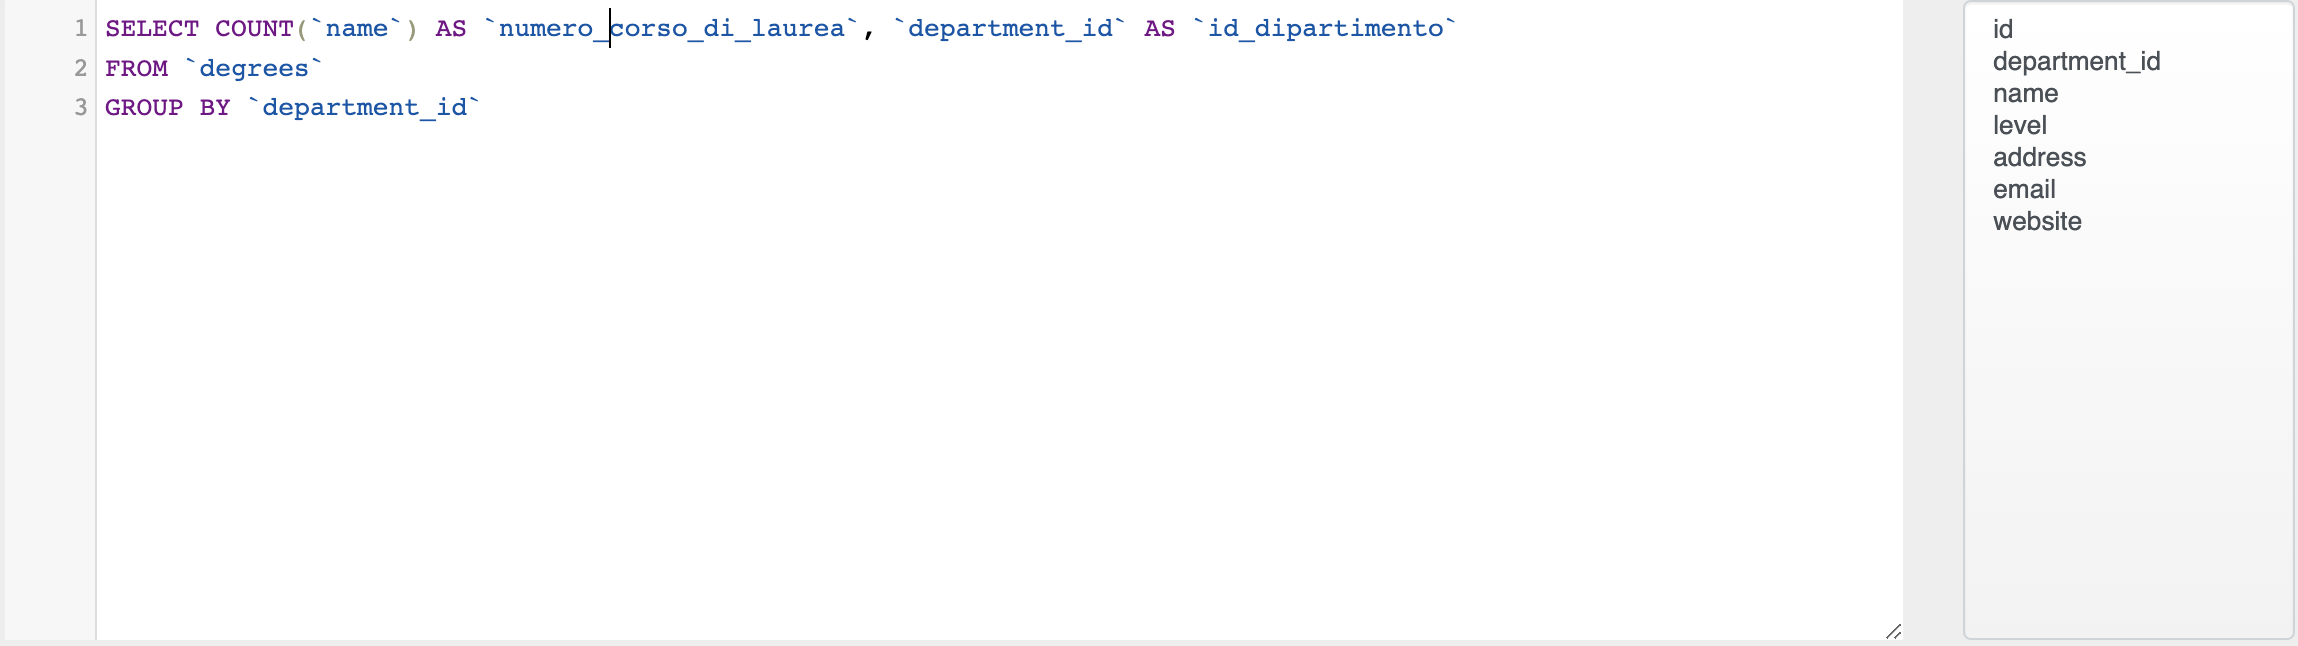 1 SELECT COUNT(`name`) AS `numero_corso_di_laurea`, `department_id` AS `id_dipartimento`
2 FROM `degrees`
3 GROUP BY `department_id`
id
department_id
name
level
address
email
website